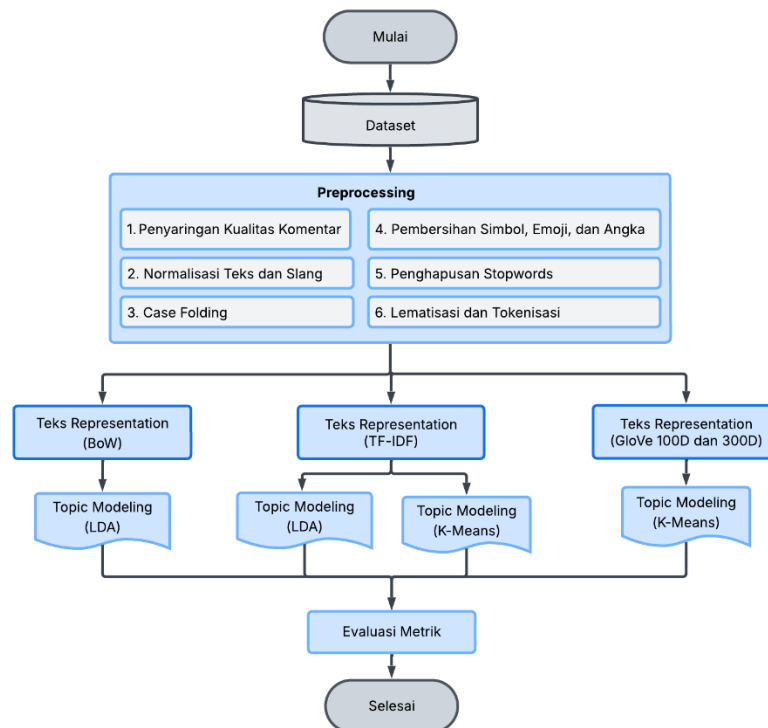 Mulai
Dataset
Preprocessing
1. Penyaringan Kualitas Komentar
2. Normalisasi Teks dan Slang
3. Case Folding
4. Pembersihan Simbol, Emoji, dan Angka
5. Penghapusan Stopwords
6. Lematisasi dan Tokenisasi
Teks Representation
(BoW)
Teks Representation
(TF-IDF)
Teks Representation
(GloVe 100D dan 300D)
Topic Modeling
(LDA)
Topic Modeling
(LDA)
Topic Modeling
(K-Means)
Topic Modeling
(K-Means)
Evaluasi Metrik
Selesai